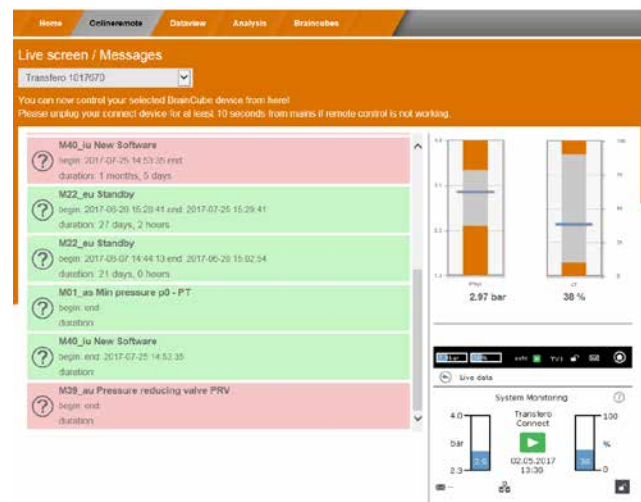 Home Onlineremote Dataview Analysis Braincubes
Live screen / Messages
Transfero 1017670
You can now control your selected BrainCube device from here!
Please unplug your connect device for at least 10 seconds from mains if remote control is not working.
M40_iu New Software
begin: 2017-07-25 14:53:35 end:
duration: 1 months, 5 days
M22_eu Standby
begin: 2017-06-28 15:28:41 end: 2017-07-25 15:29:41
duration: 27 days, 2 hours
M22_eu Standby
begin: 2017-06-07 14:44:13 end: 2017-06-28 15:02:54
duration: 21 days, 0 hours
M01_as Min pressure p0 - PT
begin: end:
duration:
M40_iu New Software
begin: end: 2017-07-25 14:53:35
duration:
M39_au Pressure reducing valve PRV
begin: end:
duration:
2.97 bar
38 %
auto
Live data
System Monitoring
Transfero
Connect
4.0
100
bar
%
02.05.2017
13:30
2.3
0